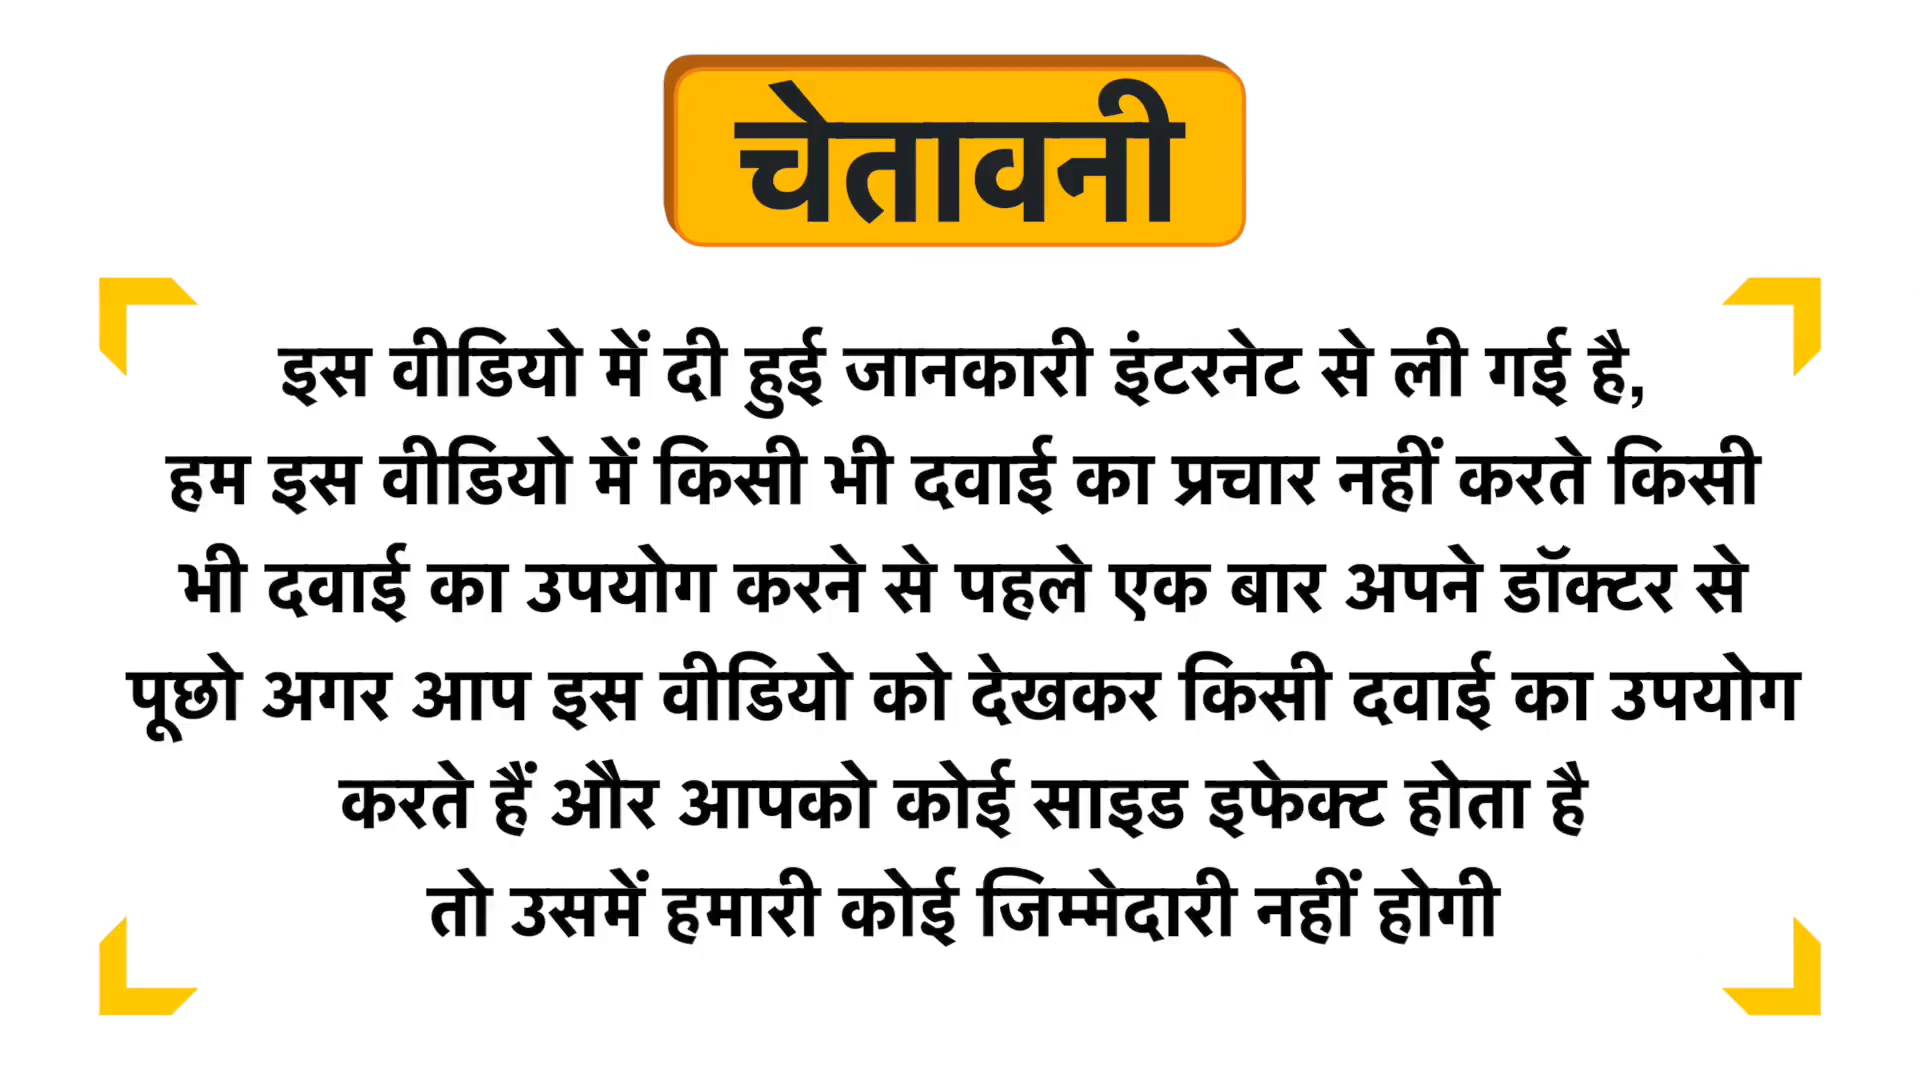 चेतावनी
इस वीडियो में दी हुई जानकारी इंटरनेट से ली गई है,
हम इस वीडियो में किसी भी दवाई का प्रचार नहीं करते किसी
भी दवाई का उपयोग करने से पहले एक बार अपने डॉक्टर से
पूछो अगर आप इस वीडियो को देखकर किसी दवाई का उपयोग
करते हैं और आपको कोई साइड इफेक्ट होता है
तो उसमें हमारी कोई जिम्मेदारी नहीं होगी